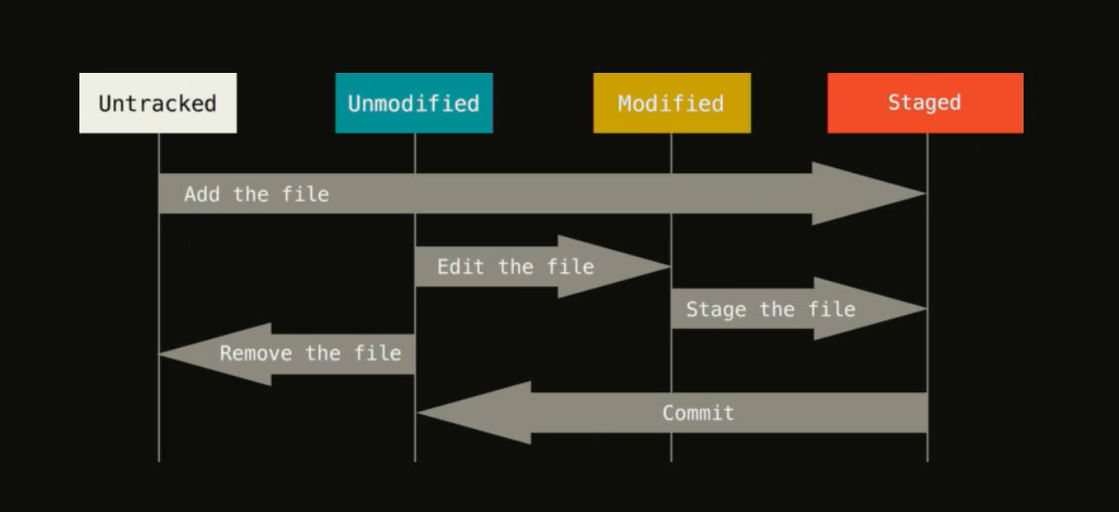 Untracked
Unmodified
Modified
Staged
Add the file
Edit the file
Stage the file
Remove the file
Commit